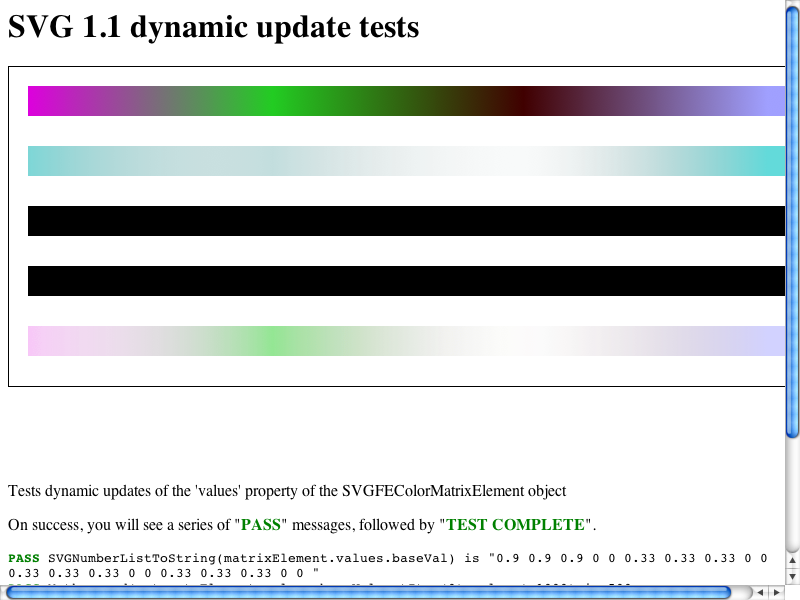 SVG 1.1 dynamic update tests
Tests dynamic updates of the 'values' property of the SVGFEColorMatrixElement object
On success, you will see a series of "PASS" messages, followed by "TEST COMPLETE".
PASS SVGNumberListToString(matrixElement.values.baseVal) is "0.9 0.9 0.9 0 0 0.33 0.33 0.33 0 0
0.33 0.33 0.33 0 0 0.33 0.33 0.33 0 0 "